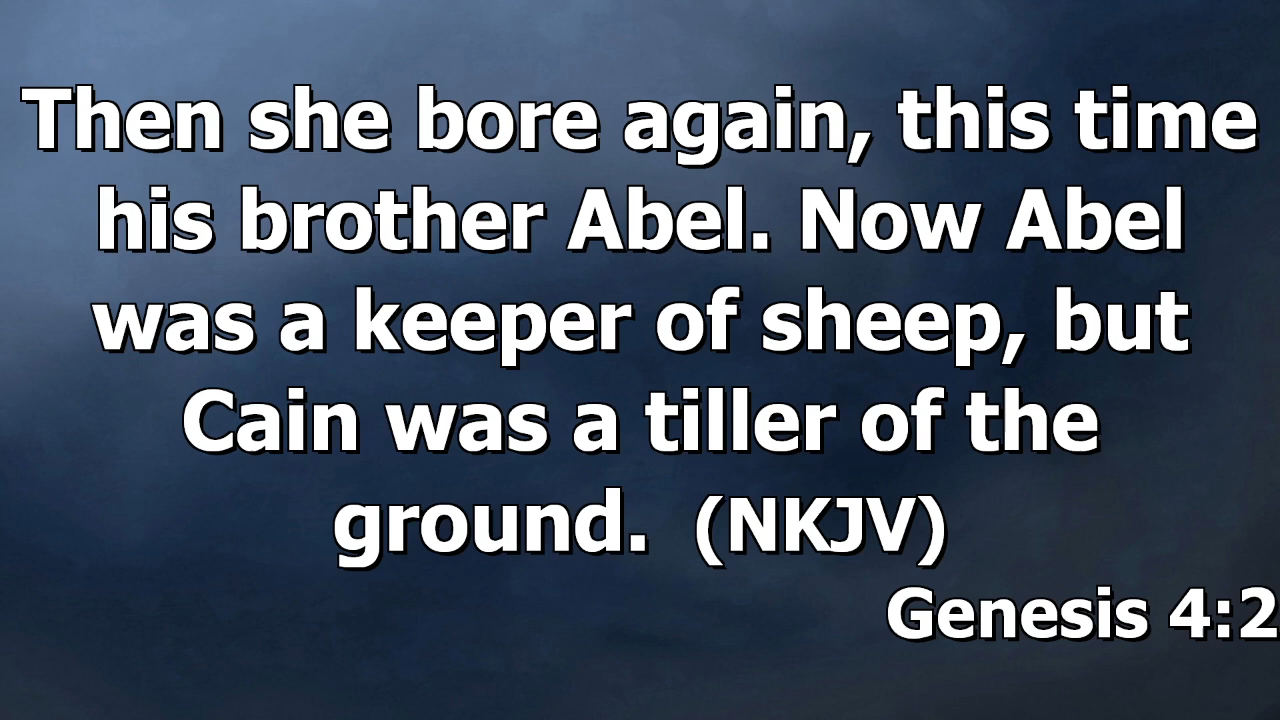 Then she bore again, this time
his brother Abel. Now Abel
was a keeper of sheep, but
Cain was a tiller of the
ground. (NKJV)
Genesis 4:2